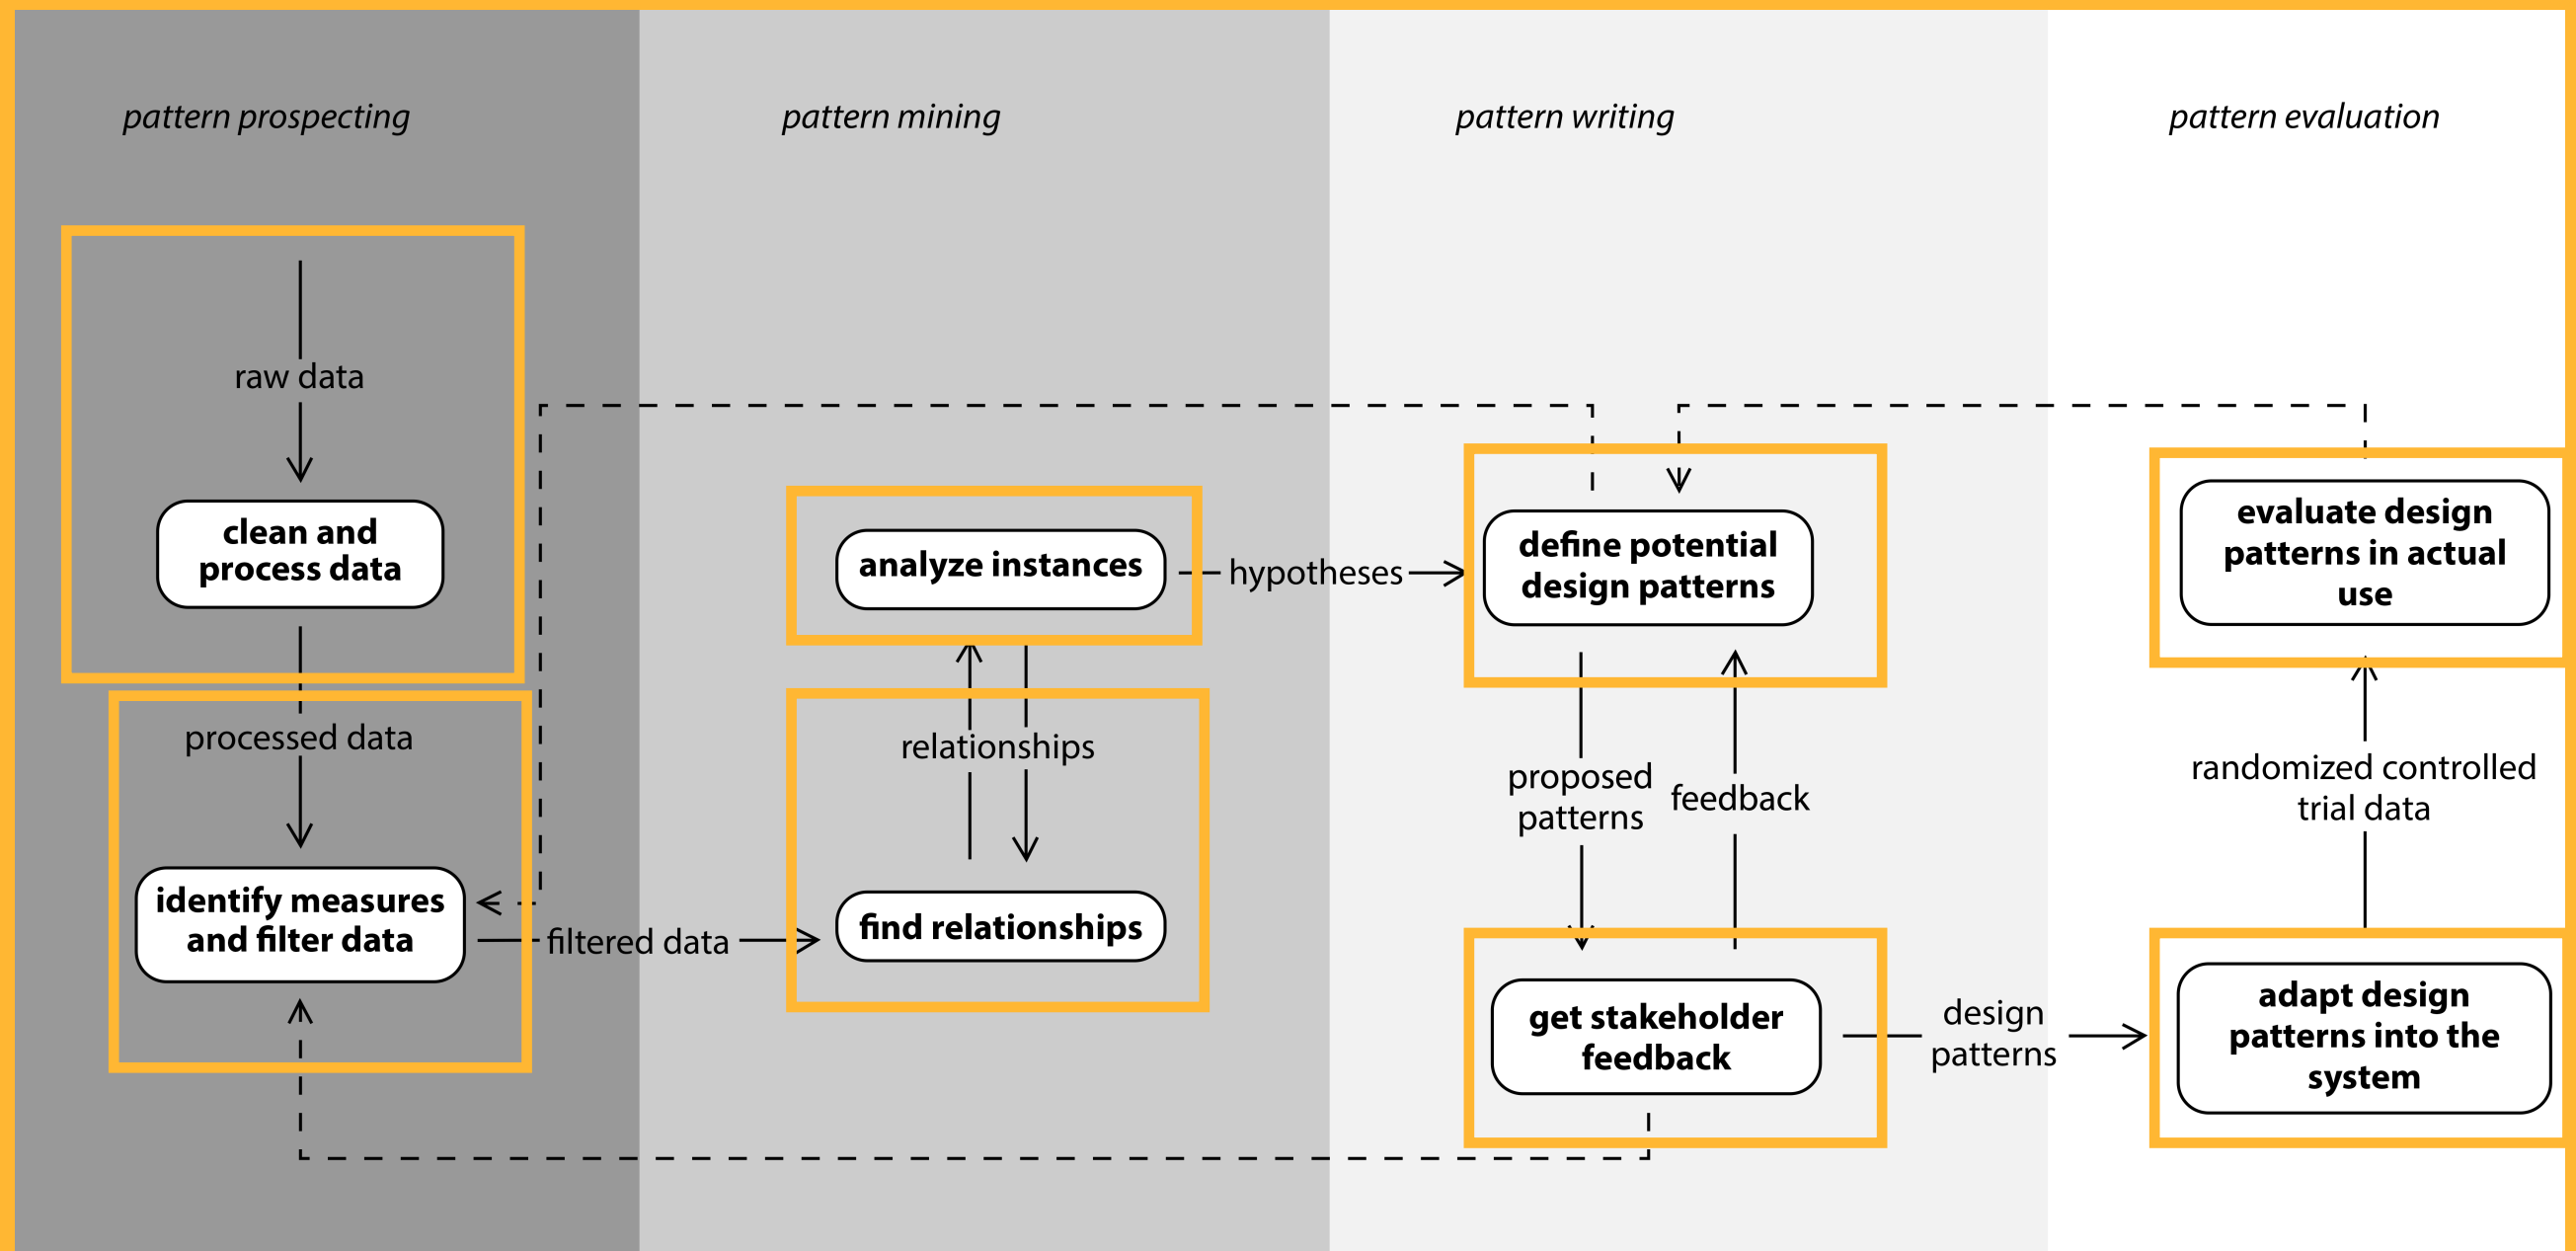 pattern prospecting
pattern mining
pattern writing
pattern evaluation
raw data
clean and
process data
processed data
identify measures
and filter data
filtered data
analyze instances
relationships
find relationships
hypotheses
define potential
design patterns
proposed
patterns
feedback
get stakeholder
feedback
design
patterns
evaluate design
patterns in actual
use
randomized controlled
trial data
adapt design
patterns into the
system